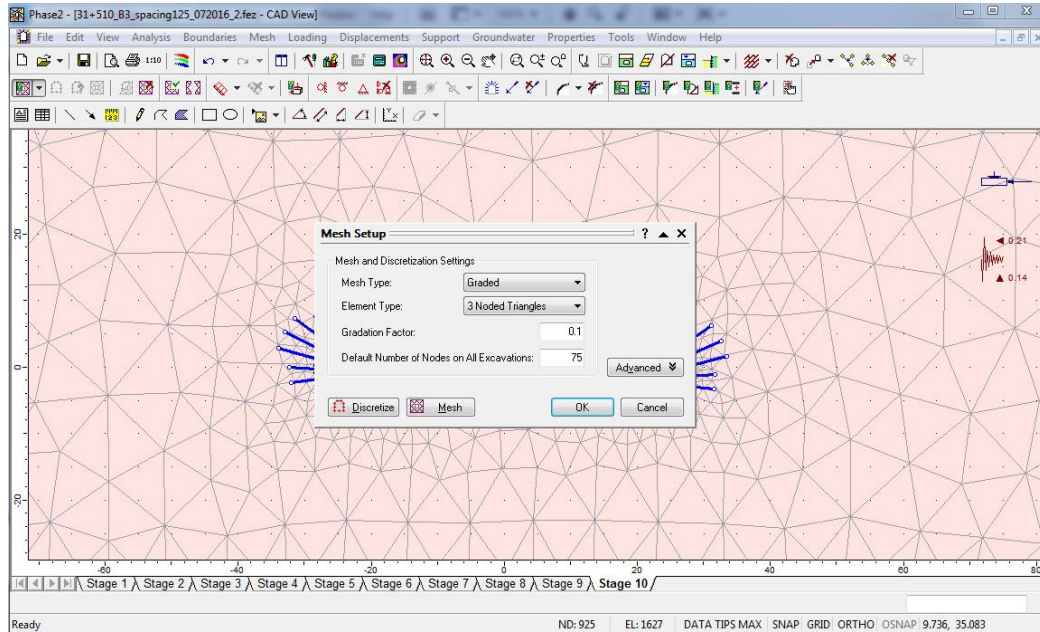 Phase2 - [31+510_B3_spacing125_072016_2.fez - CAD View]
File Edit View Analysis Boundaries Mesh Loading Displacements Support Groundwater Properties Tools Window Help
1:10
123
20
0
-20
Mesh Setup
? ▲ X
Mesh and Discretization Settings
Mesh Type: Graded
Element Type: 3 Noded Triangles
Gradation Factor: 0.1
Default Number of Nodes on All Excavations: 75
Advanced
Discretize Mesh OK Cancel
0.21
0.14
-60 -20 0 20 40 60 80
Stage 1 Stage 2 Stage 3 Stage 4 Stage 5 Stage 6 Stage 7 Stage 8 Stage 9 Stage 10
Ready ND: 925 EL: 1627 DATA TIPS MAX SNAP GRID ORTHO OSNAP 9.736, 35.083